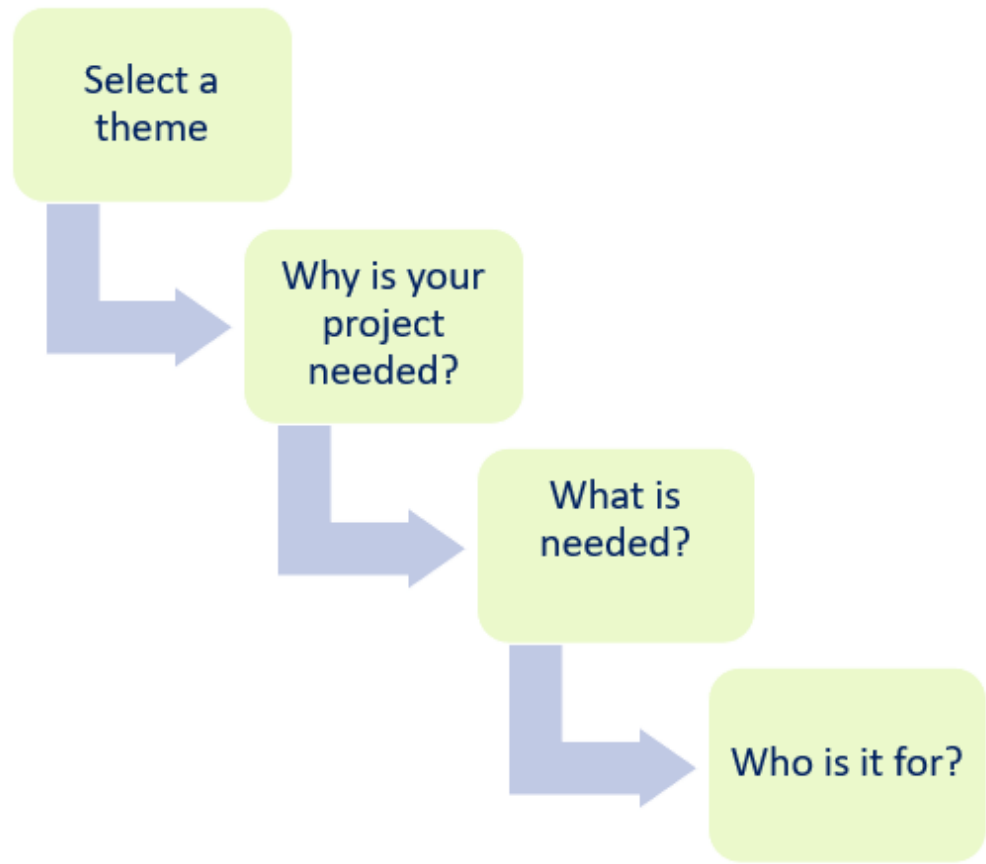 Select a
theme
Why is your
project
needed?
What is
needed?
Who is it for?